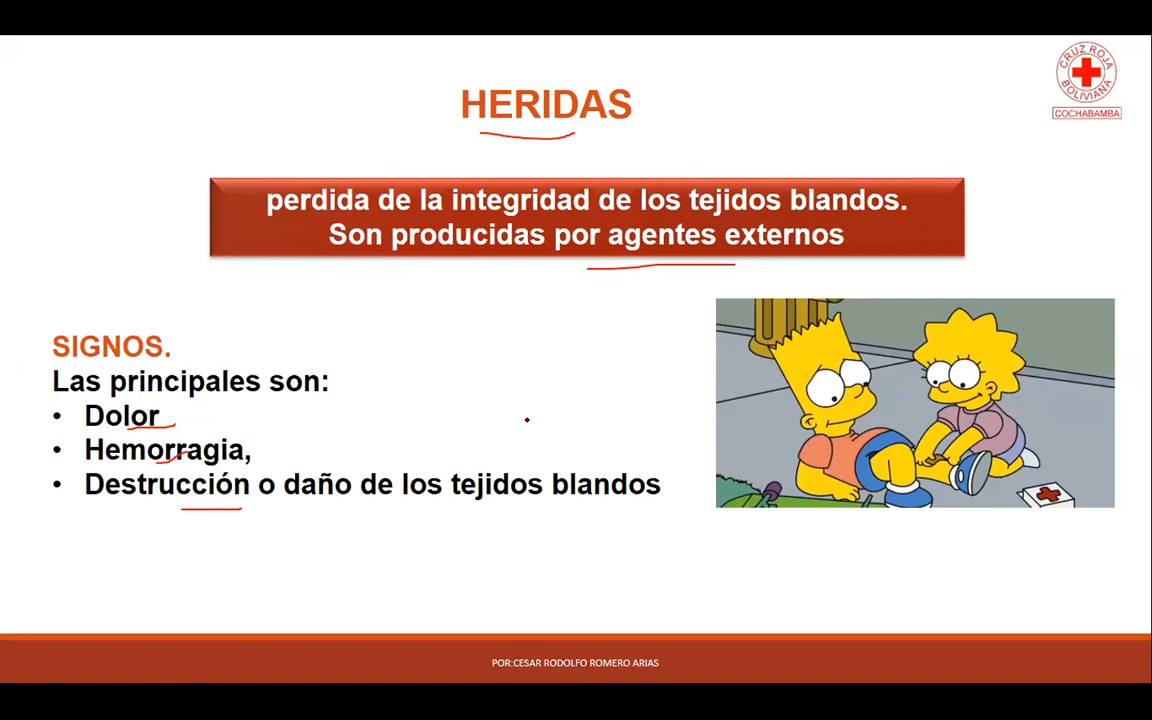 CRUZ ROJA
BOLIVIANA
COCHABAMBA
HERIDAS
perdida de la integridad de los tejidos blandos.
Son producidas por agentes externos
SIGNOS.
Las principales son:
• Dolor
• Hemorragia,
• Destrucción o daño de los tejidos blandos
POR:CESAR RODOLFO ROMERO ARIAS